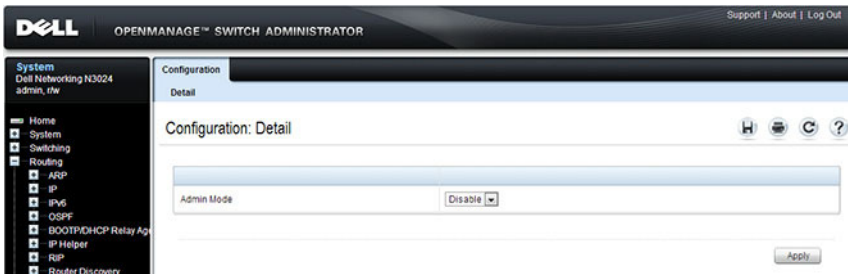 Support | About | Log Out
DELL OPENMANAGE™ SWITCH ADMINISTRATOR
System
Dell Networking N3024
admin, r/w
Configuration
Detail
Home
System
Switching
Routing
ARP
IP
IPv6
OSPF
BOOTP/DHCP Relay Age
IP Helper
RIP
Router Discovery
Configuration: Detail
H C ?
Admin Mode Disable
Apply